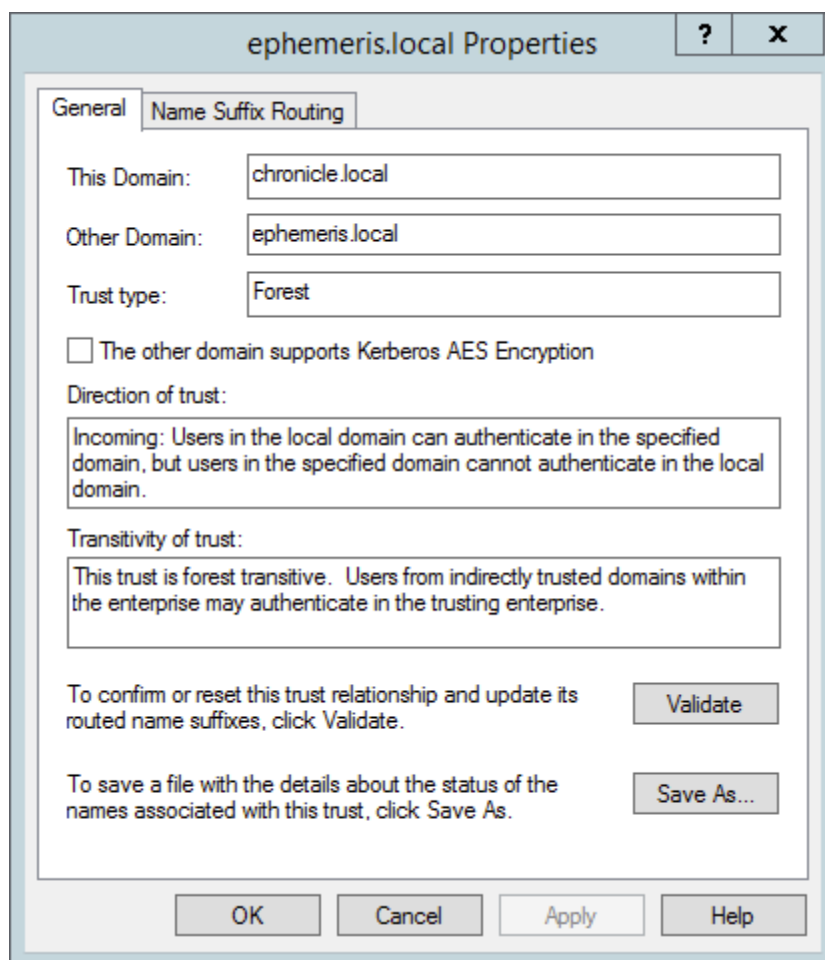 ephemeris.local Properties
?
x
General
Name Suffix Routing
This Domain:
chronicle.local
Other Domain:
ephemeris.local
Trust type:
Forest
The other domain supports Kerberos AES Encryption
Direction of trust:
Incoming: Users in the local domain can authenticate in the specified
domain, but users in the specified domain cannot authenticate in the local
domain.
Transitivity of trust:
This trust is forest transitive.  Users from indirectly trusted domains within
the enterprise may authenticate in the trusting enterprise.
To confirm or reset this trust relationship and update its
routed name suffixes, click Validate.
Validate
To save a file with the details about the status of the
names associated with this trust, click Save As.
Save As...
OK
Cancel
Apply
Help